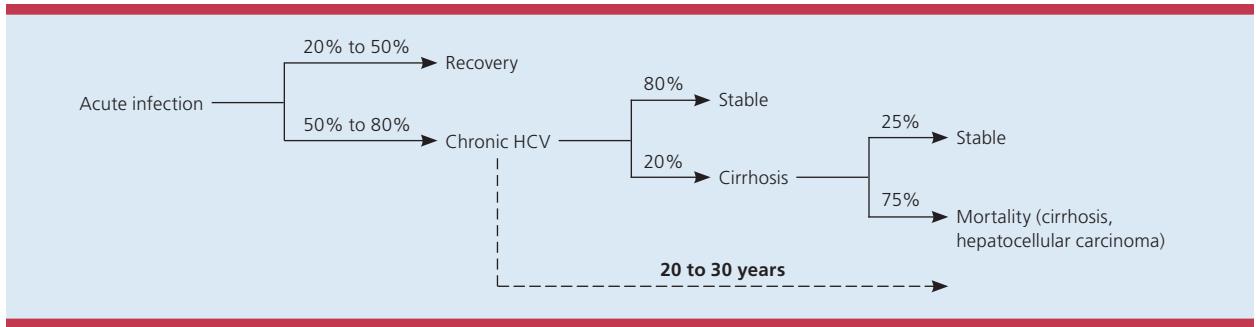 20% to 50%
Recovery
Acute infection
50% to 80%
Chronic HCV
80%
Stable
20%
Cirrhosis
25%
Stable
75%
Mortality (cirrhosis,
hepatocellular carcinoma)
20 to 30 years